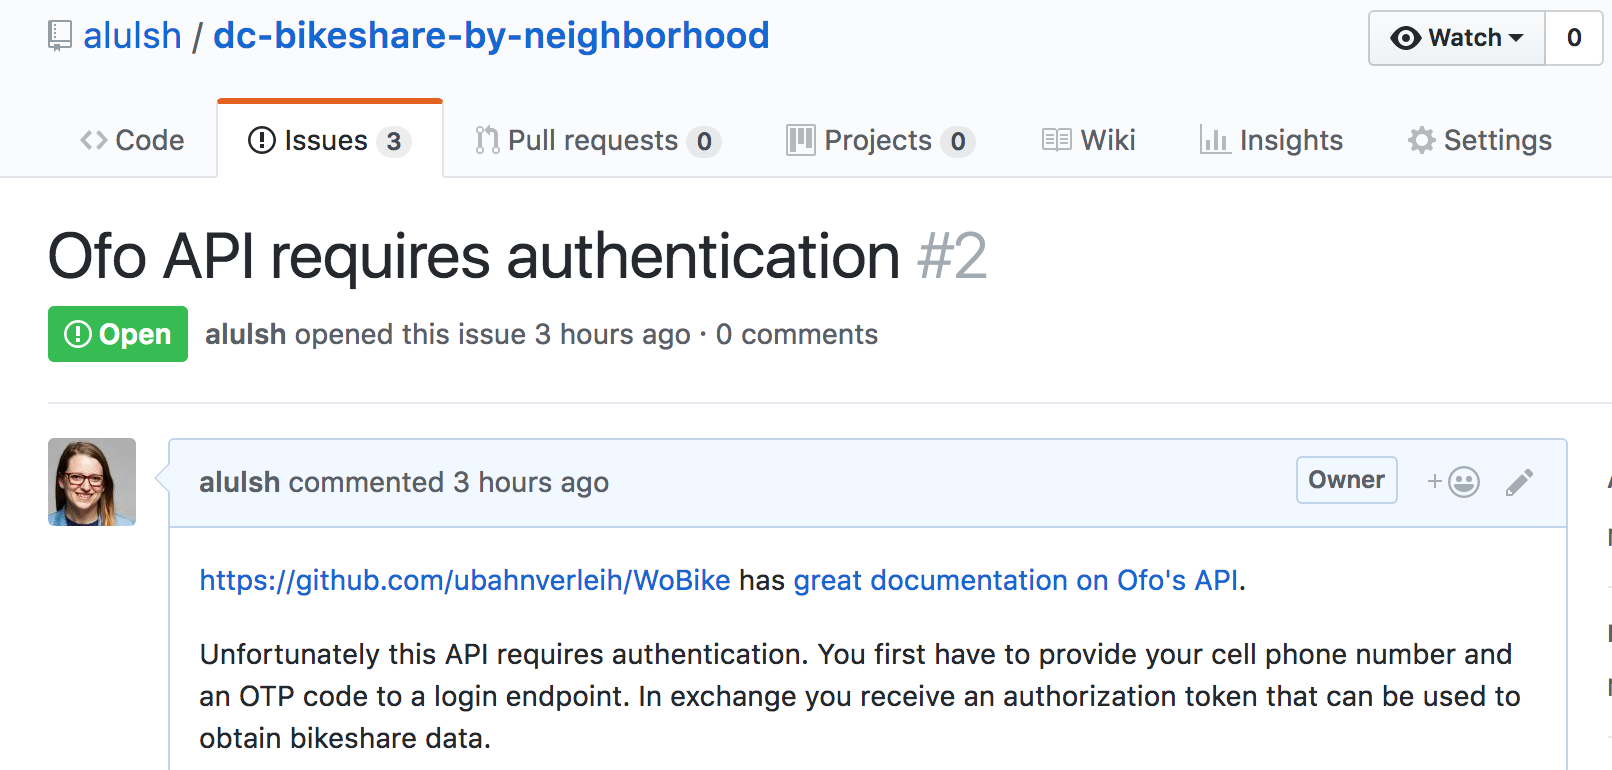 alulsh / dc-bikeshare-by-neighborhood
Watch 0
Code Issues 3 Pull requests 0 Projects 0 Wiki Insights Settings
Ofo API requires authentication #2
Open alulsh opened this issue 3 hours ago · 0 comments
alulsh commented 3 hours ago Owner
https://github.com/ubahnverleih/WoBike has great documentation on Ofo's API.
Unfortunately this API requires authentication. You first have to provide your cell phone number and
an OTP code to a login endpoint. In exchange you receive an authorization token that can be used to
obtain bikeshare data.